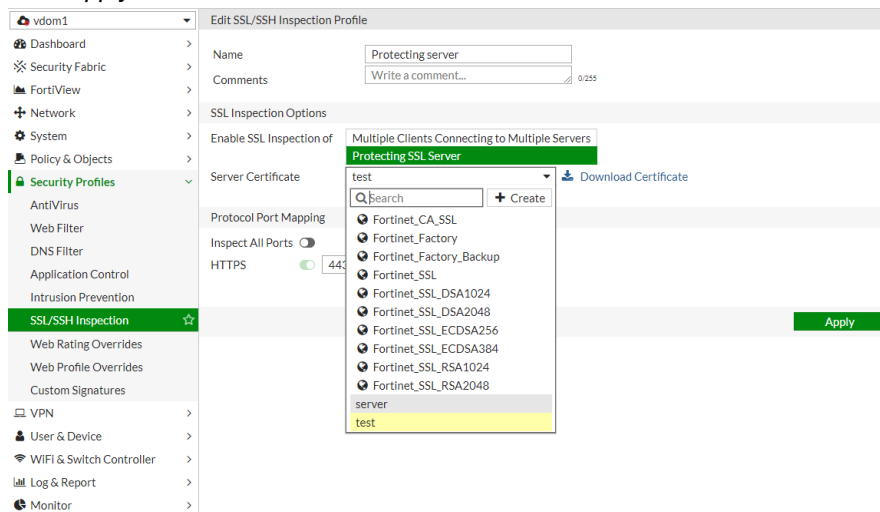 vdom1
Dashboard
Security Fabric
FortiView
Network
System
Policy & Objects
Security Profiles
AntiVirus
Web Filter
DNS Filter
Application Control
Intrusion Prevention
SSL/SSH Inspection
Web Rating Overrides
Web Profile Overrides
Custom Signatures
VPN
User & Device
WiFi & Switch Controller
Log & Report
Monitor
Edit SSL/SSH Inspection Profile
Name Protecting server
Comments Write a comment... 0/255
SSL Inspection Options
Enable SSL Inspection of Multiple Clients Connecting to Multiple Servers
Protecting SSL Server
Server Certificate test Download Certificate
Search + Create
Protocol Port Mapping
Inspect All Ports
HTTPS 443
Fortinet_CA_SSL
Fortinet_Factory
Fortinet_Factory_Backup
Fortinet_SSL
Fortinet_SSL_DSA1024
Fortinet_SSL_DSA2048
Fortinet_SSL_ECDSA256
Fortinet_SSL_ECDSA384
Fortinet_SSL_RSA1024
Fortinet_SSL_RSA2048
server
test
Apply